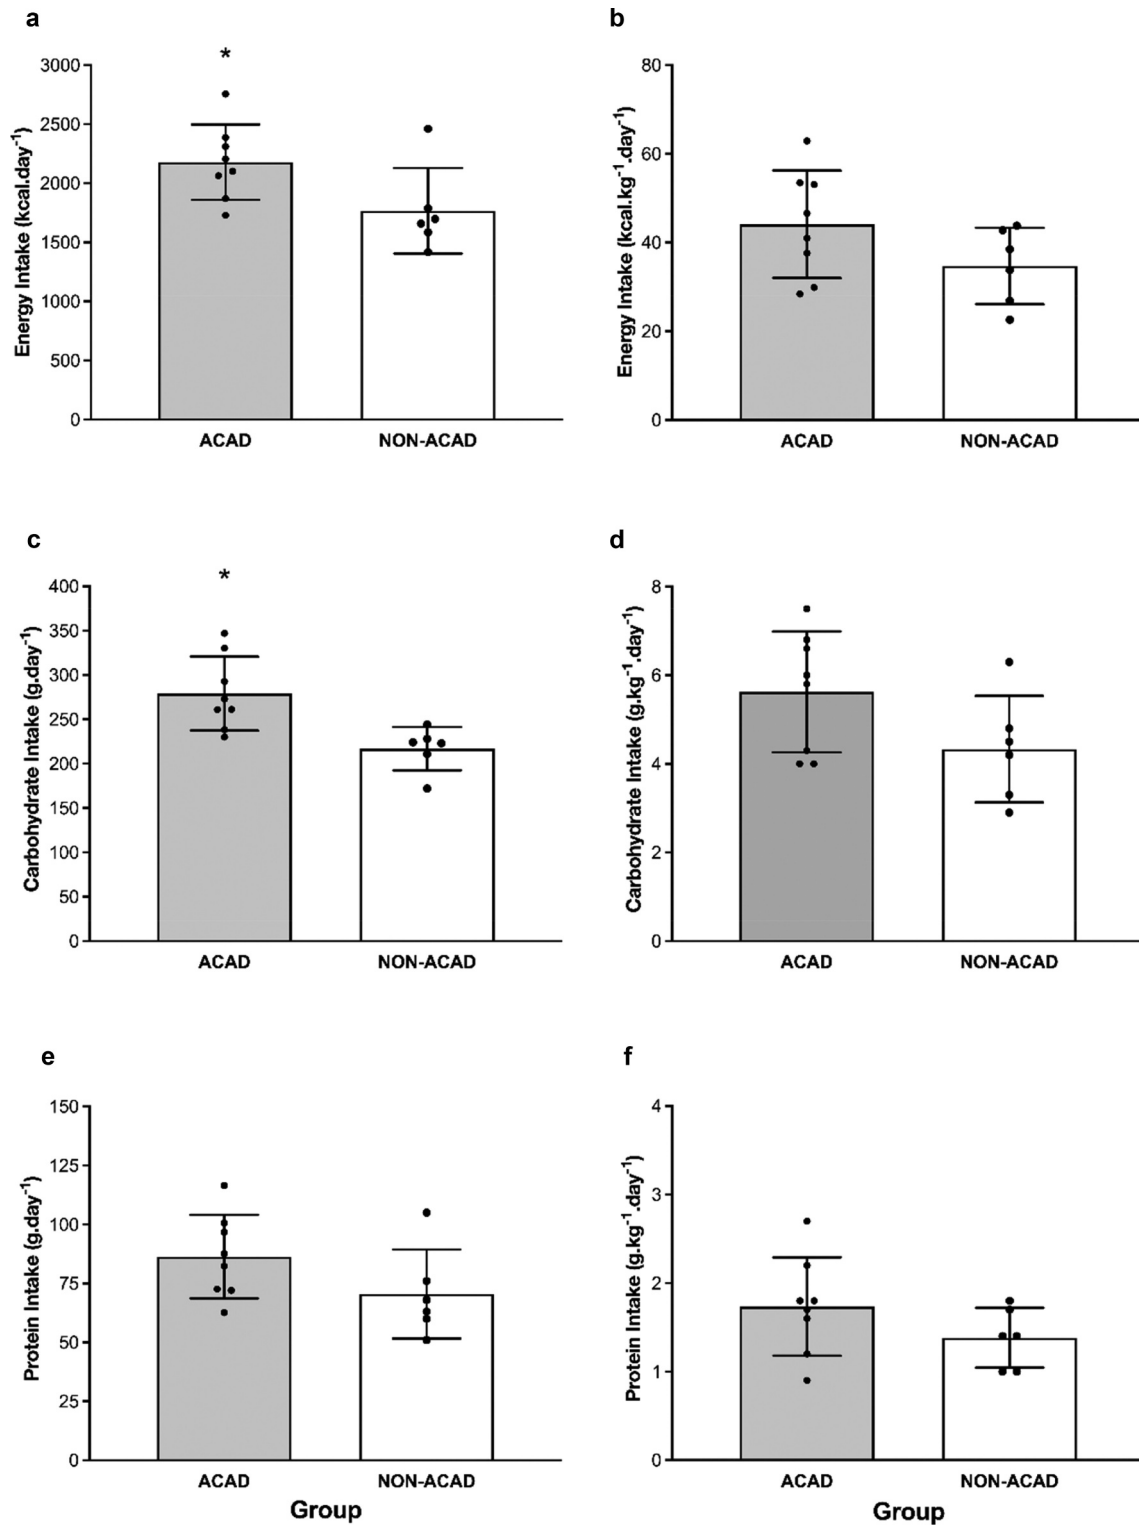 a
*
3000
2500
2000
1500
1000
500
0
Energy Intake (kcal.day⁻¹)
ACAD NON-ACAD
b
80
60
40
20
0
Energy Intake (kcal.kg⁻¹.day⁻¹)
ACAD NON-ACAD
c
*
400
350
300
250
200
150
100
50
0
Carbohydrate Intake (g.day⁻¹)
ACAD NON-ACAD
d
8
6
4
2
0
Carbohydrate Intake (g.kg⁻¹.day⁻¹)
ACAD NON-ACAD
e
150
125
100
75
50
25
0
Protein Intake (g.day⁻¹)
ACAD NON-ACAD
Group
f
4
3
2
1
0
Protein Intake (g.kg⁻¹.day⁻¹)
ACAD NON-ACAD
Group